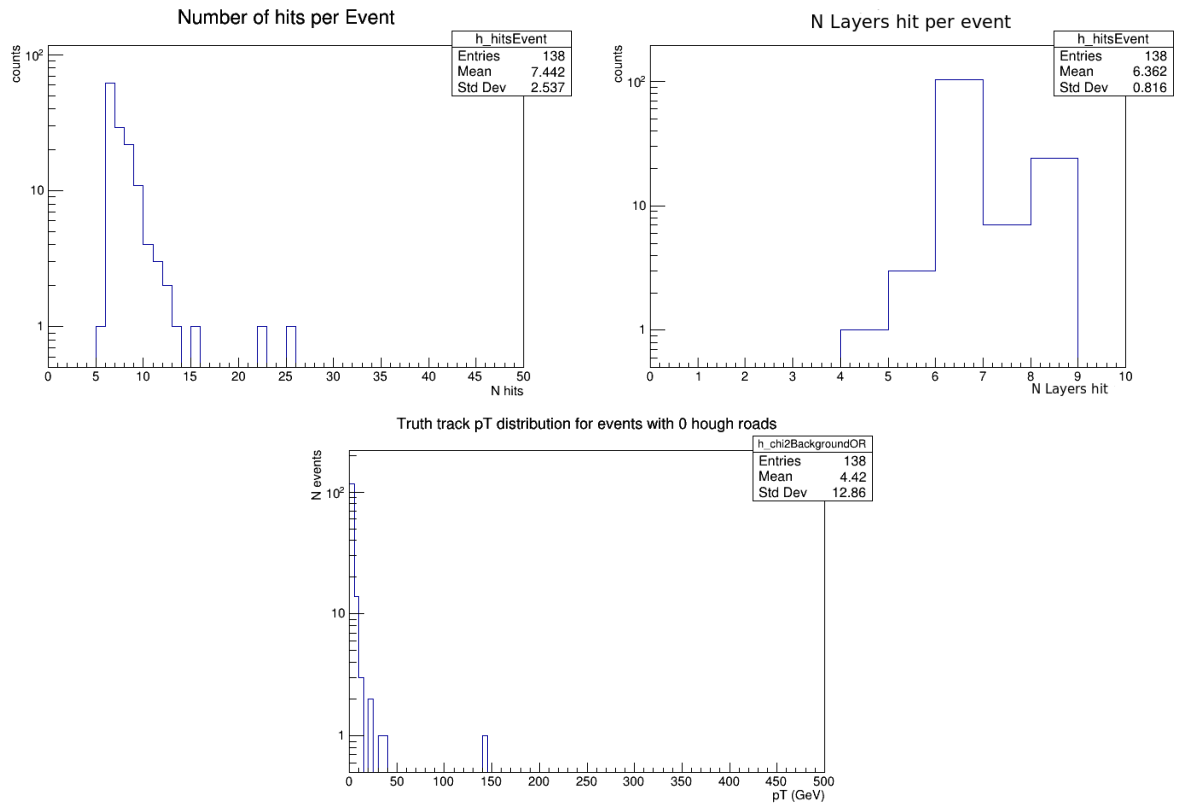 Number of hits per Event
counts
h_hitsEvent
Entries 138
Mean 7.442
Std Dev 2.537
10²
10
1
0 5 10 15 20 25 30 35 40 45 50
N hits
N Layers hit per event
counts
h_hitsEvent
Entries 138
Mean 6.362
Std Dev 0.816
10²
10
1
0 1 2 3 4 5 6 7 8 9 10
N Layers hit
Truth track pT distribution for events with 0 hough roads
N events
h_chi2BackgroundOR
Entries 138
Mean 4.42
Std Dev 12.86
10²
10
1
0 50 100 150 200 250 300 350 400 450 500
pT (GeV)